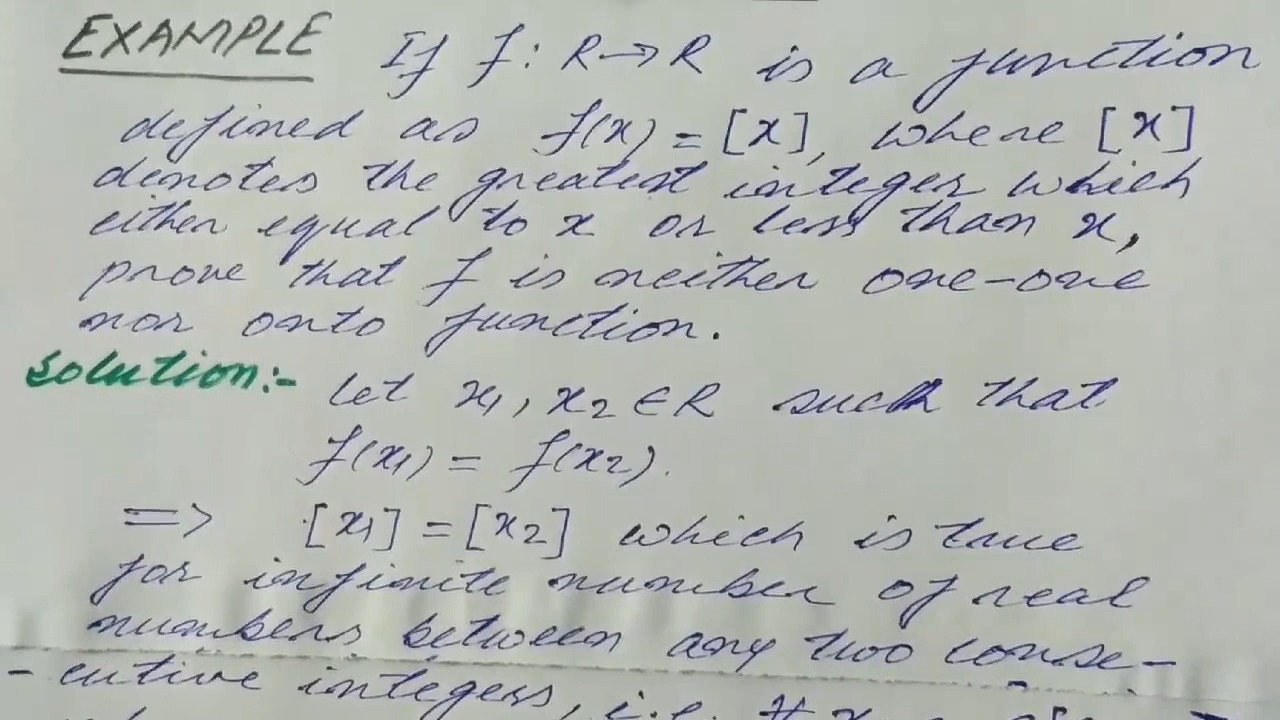 EXAMPLE If f: R→R is a function
defined as f(x) = [x], where [x]
denotes the greatest integer which
either equal to x or less than x,
prove that f is neither one-one
nor onto function.
Solution:- Let x1, x2 ∈ R such that
f(x1) = f(x2).
=> [x1] = [x2] which is true
for infinite number of real
numbers between any two conse-
-cutive integers, i.e.